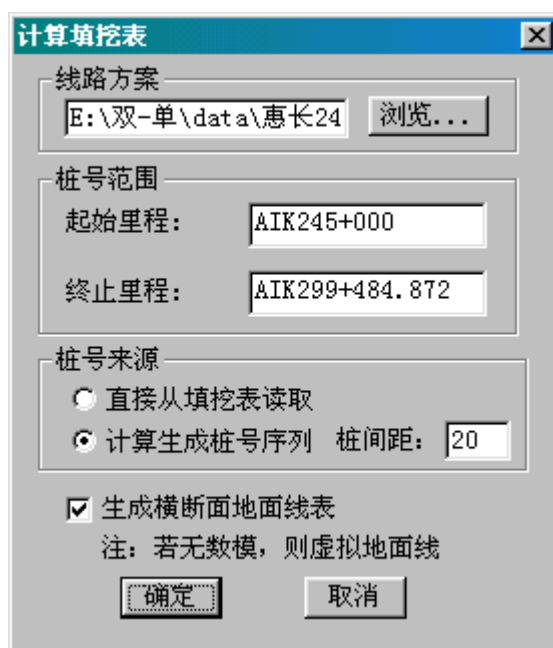 计算填挖表
线路方案
E:\双-单\data\惠长24 浏览...
桩号范围
起始里程: AIK245+000
终止里程: AIK299+484.872
桩号来源
直接从填挖表读取
计算生成桩号序列 桩间距: 20
生成横断面地面线表
注: 若无数模, 则虚拟地面线
确定 取消